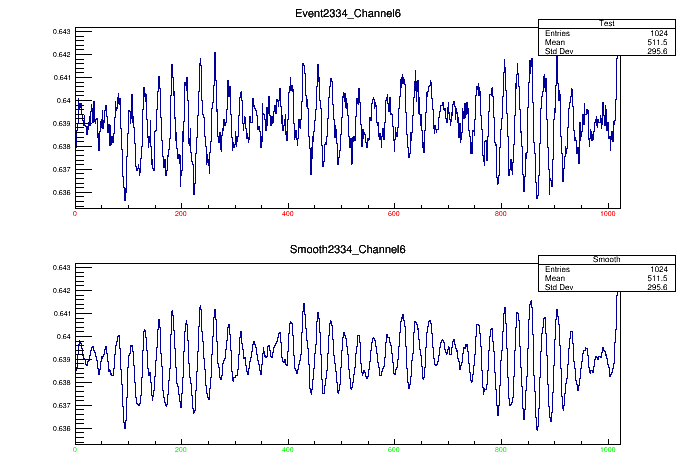 Event2334_Channel6
Test
Entries 1024
Mean 511.5
Std Dev 295.6
0.643
0.642
0.641
0.64
0.639
0.638
0.637
0.636
0 200 400 600 800 1000
Smooth2334_Channel6
Smooth
Entries 1024
Mean 511.5
Std Dev 295.6
0.643
0.642
0.641
0.64
0.639
0.638
0.637
0.636
0 200 400 600 800 1000